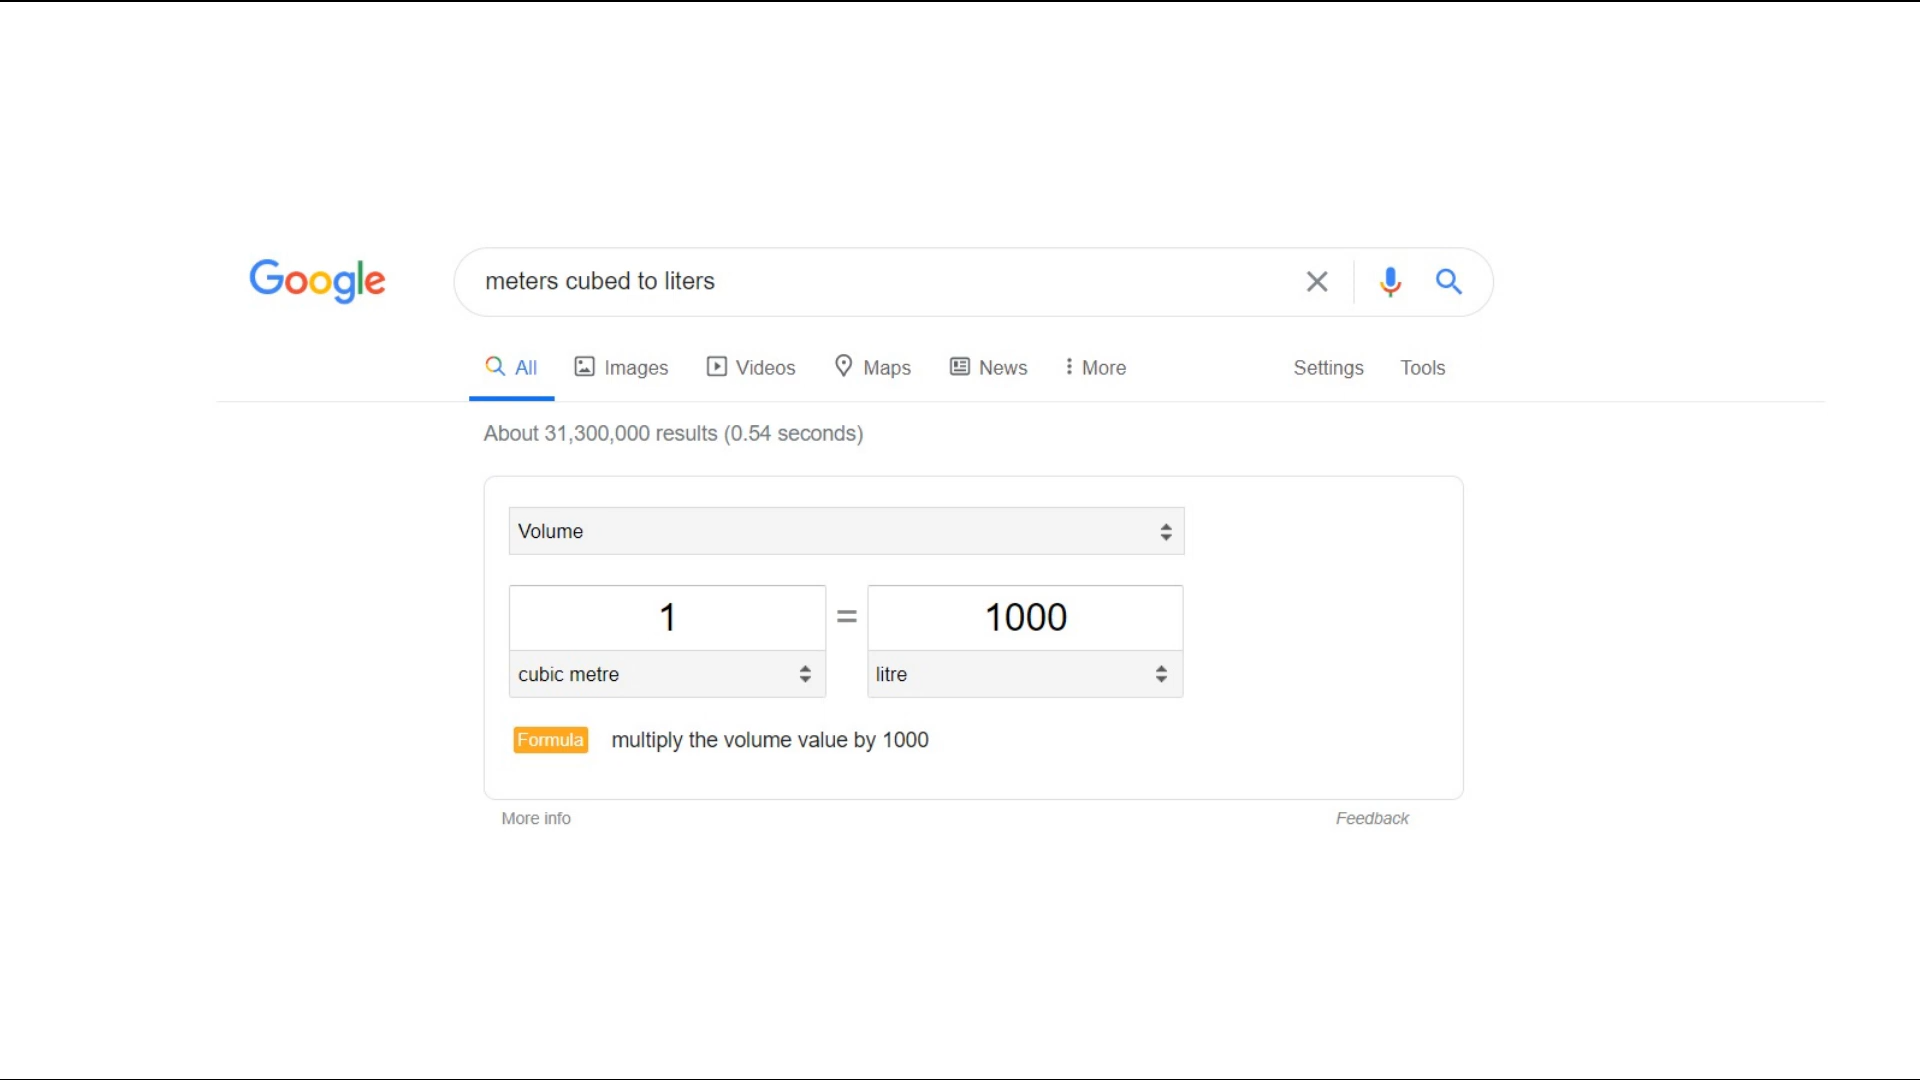 Google
meters cubed to liters
All Images Videos Maps News More Settings Tools
About 31,300,000 results (0.54 seconds)
Volume
1 = 1000
cubic metre litre
Formula multiply the volume value by 1000
More info Feedback